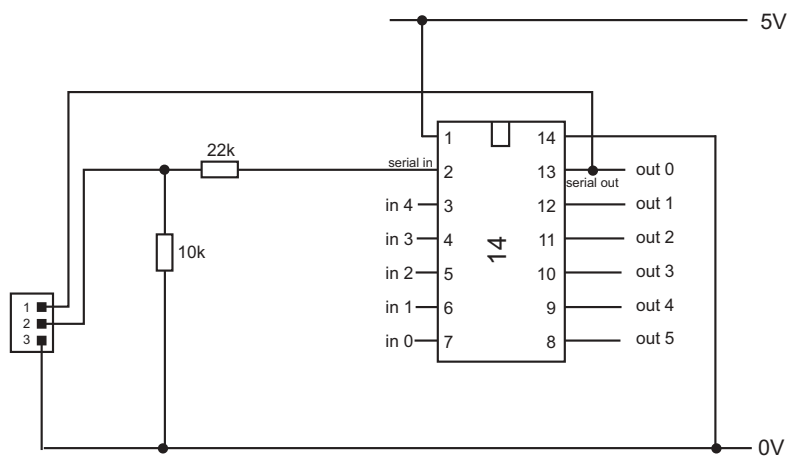 5V
1 14
22k
serial in 2 13 out 0
serial out
in 4 3 12 out 1
in 3 4 11 out 2
14
10k
in 2 5 10 out 3
1
in 1 6 9 out 4
2
3
in 0 7 8 out 5
0V